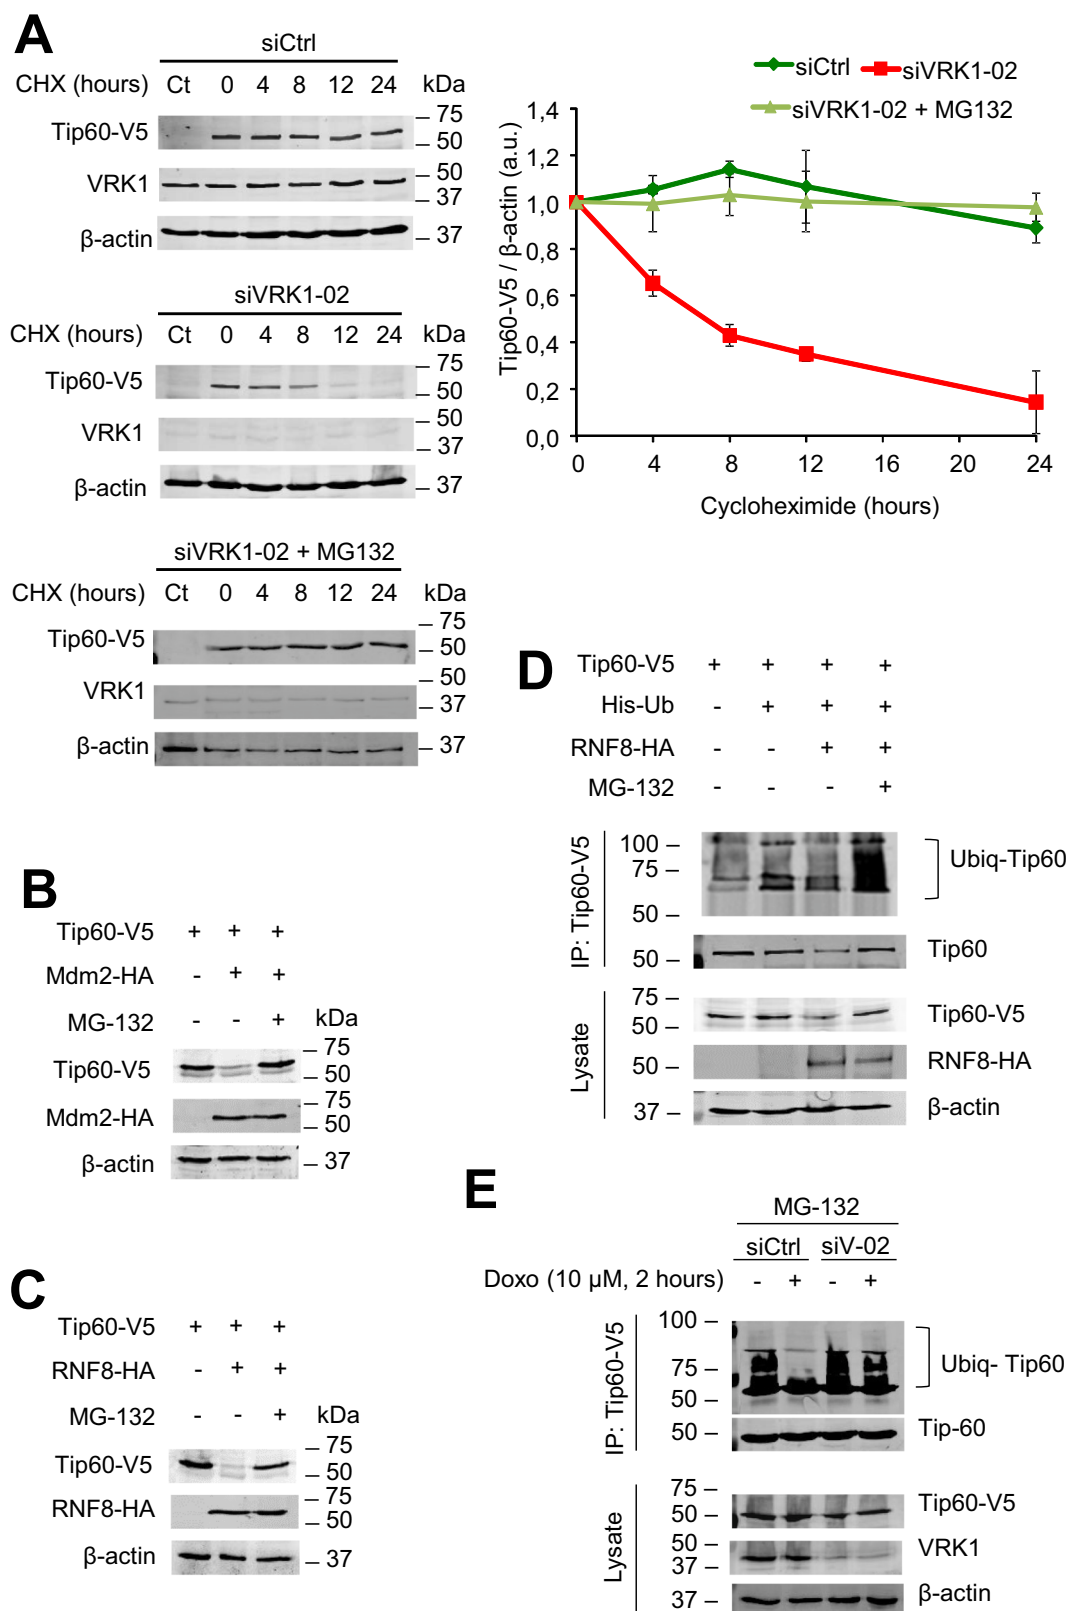 A
siCtrl
CHX (hours) Ct 0 4 8 12 24 kDa
Tip60-V5
75
50
VRK1
50
37
β-actin
37
siVRK1-02
CHX (hours) Ct 0 4 8 12 24 kDa
Tip60-V5
75
50
VRK1
50
37
β-actin
37
siVRK1-02 + MG132
CHX (hours) Ct 0 4 8 12 24 kDa
Tip60-V5
75
50
VRK1
50
37
β-actin
37
siCtrl siVRK1-02
siVRK1-02 + MG132
Tip60-V5 / β-actin (a.u.)
1,4
1,2
1,0
0,8
0,6
0,4
0,2
0,0
0 4 8 12 16 20 24
Cycloheximide (hours)
B
Tip60-V5 + + +
Mdm2-HA - + +
MG-132 - - + kDa
Tip60-V5
75
50
Mdm2-HA
75
50
β-actin
37
C
Tip60-V5 + + +
RNF8-HA - + +
MG-132 - - + kDa
Tip60-V5
75
50
RNF8-HA
75
50
β-actin
37
D
Tip60-V5 + + + +
His-Ub - + + +
RNF8-HA - - + +
MG-132 - - - +
IP: Tip60-V5
100
75
50
Ubiq-Tip60
50
Tip60
Lysate
75
50
Tip60-V5
50
RNF8-HA
37
β-actin
E
MG-132
siCtrl siV-02
Doxo (10 µM, 2 hours) - + - +
IP: Tip60-V5
100
75
50
Ubiq- Tip60
50
Tip-60
Lysate
75
50
Tip60-V5
50
37
VRK1
37
β-actin